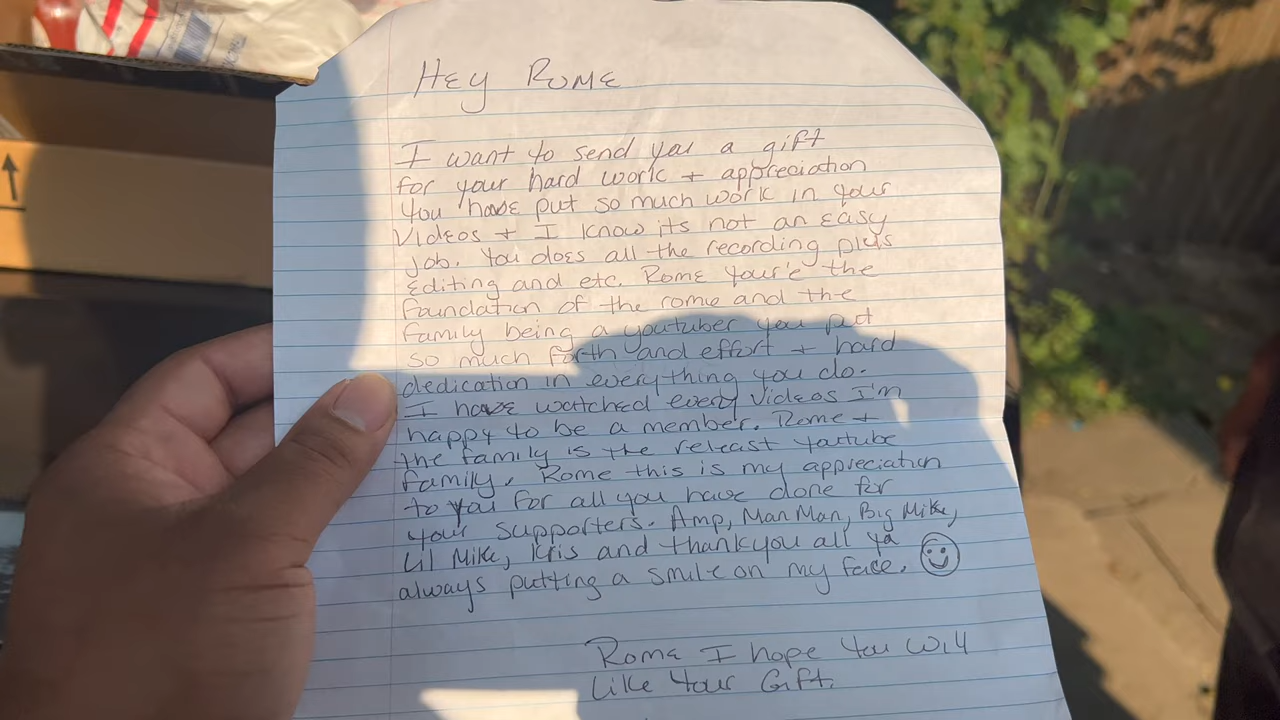 HEY ROME
I want to send you a gift
for your hard work + appreciation
You have put so much work in your
Videos + I know its not an easy
job. You does all the recording plus
Editing and etc. Rome your'e the
foundation of the rome and the
family being a youtuber you put
so much forth and effort + hard
dedication in everything you do.
I have watched every videos I'm
happy to be a member. Rome +
the family is the releast youtube
family. Rome this is my appreciation
to you for all you have done for
your supporters. Amp, ManMan, Big Mike,
Lil Mike, Kris and thankyou all ya
always putting a smile on my face.
Rome I hope You Will
Like Your Gift.